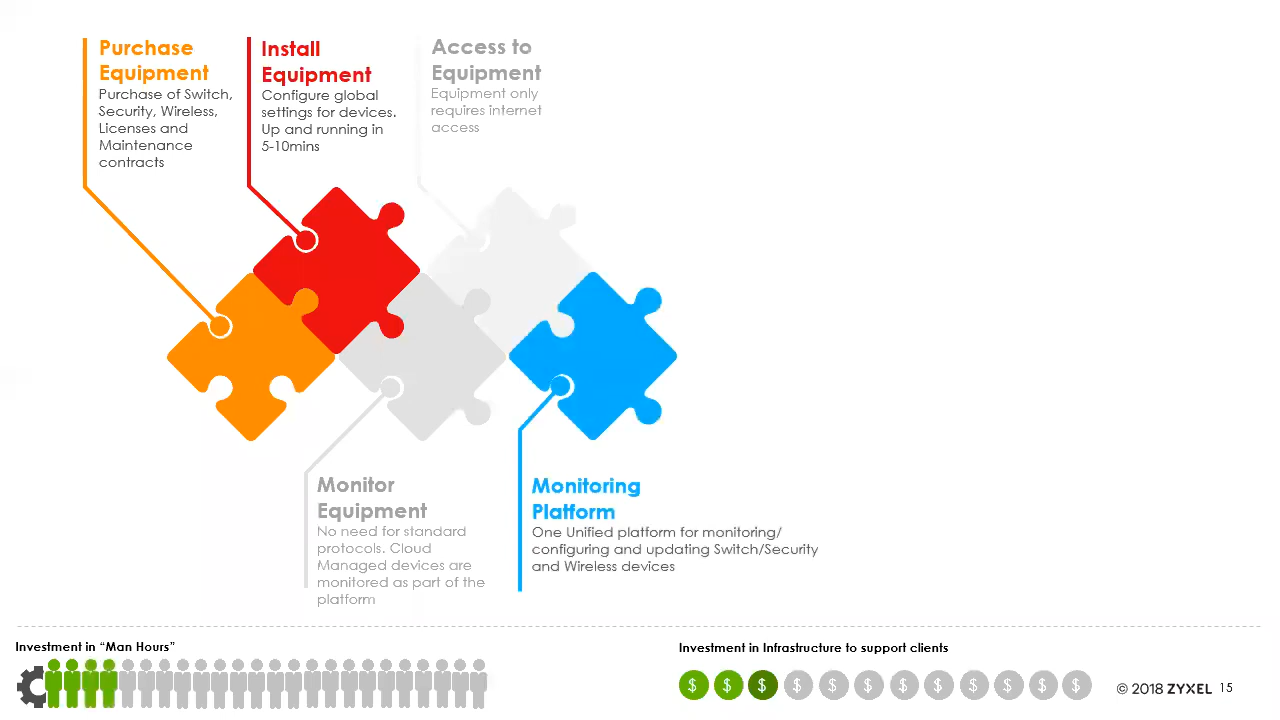 Purchase
Equipment
Purchase of Switch,
Security, Wireless,
Licenses and
Maintenance
contracts
Install
Equipment
Configure global
settings for devices.
Up and running in
5-10mins
Access to
Equipment
Equipment only
requires internet
access
Monitor
Equipment
No need for standard
protocols. Cloud
Managed devices are
monitored as part of the
platform
Monitoring
Platform
One Unified platform for monitoring/
configuring and updating Switch/Security
and Wireless devices
Investment in “Man Hours”
Investment in Infrastructure to support clients
$ $ $ $ $ $ $ $ $ $ $ $
© 2018 ZYXEL 15